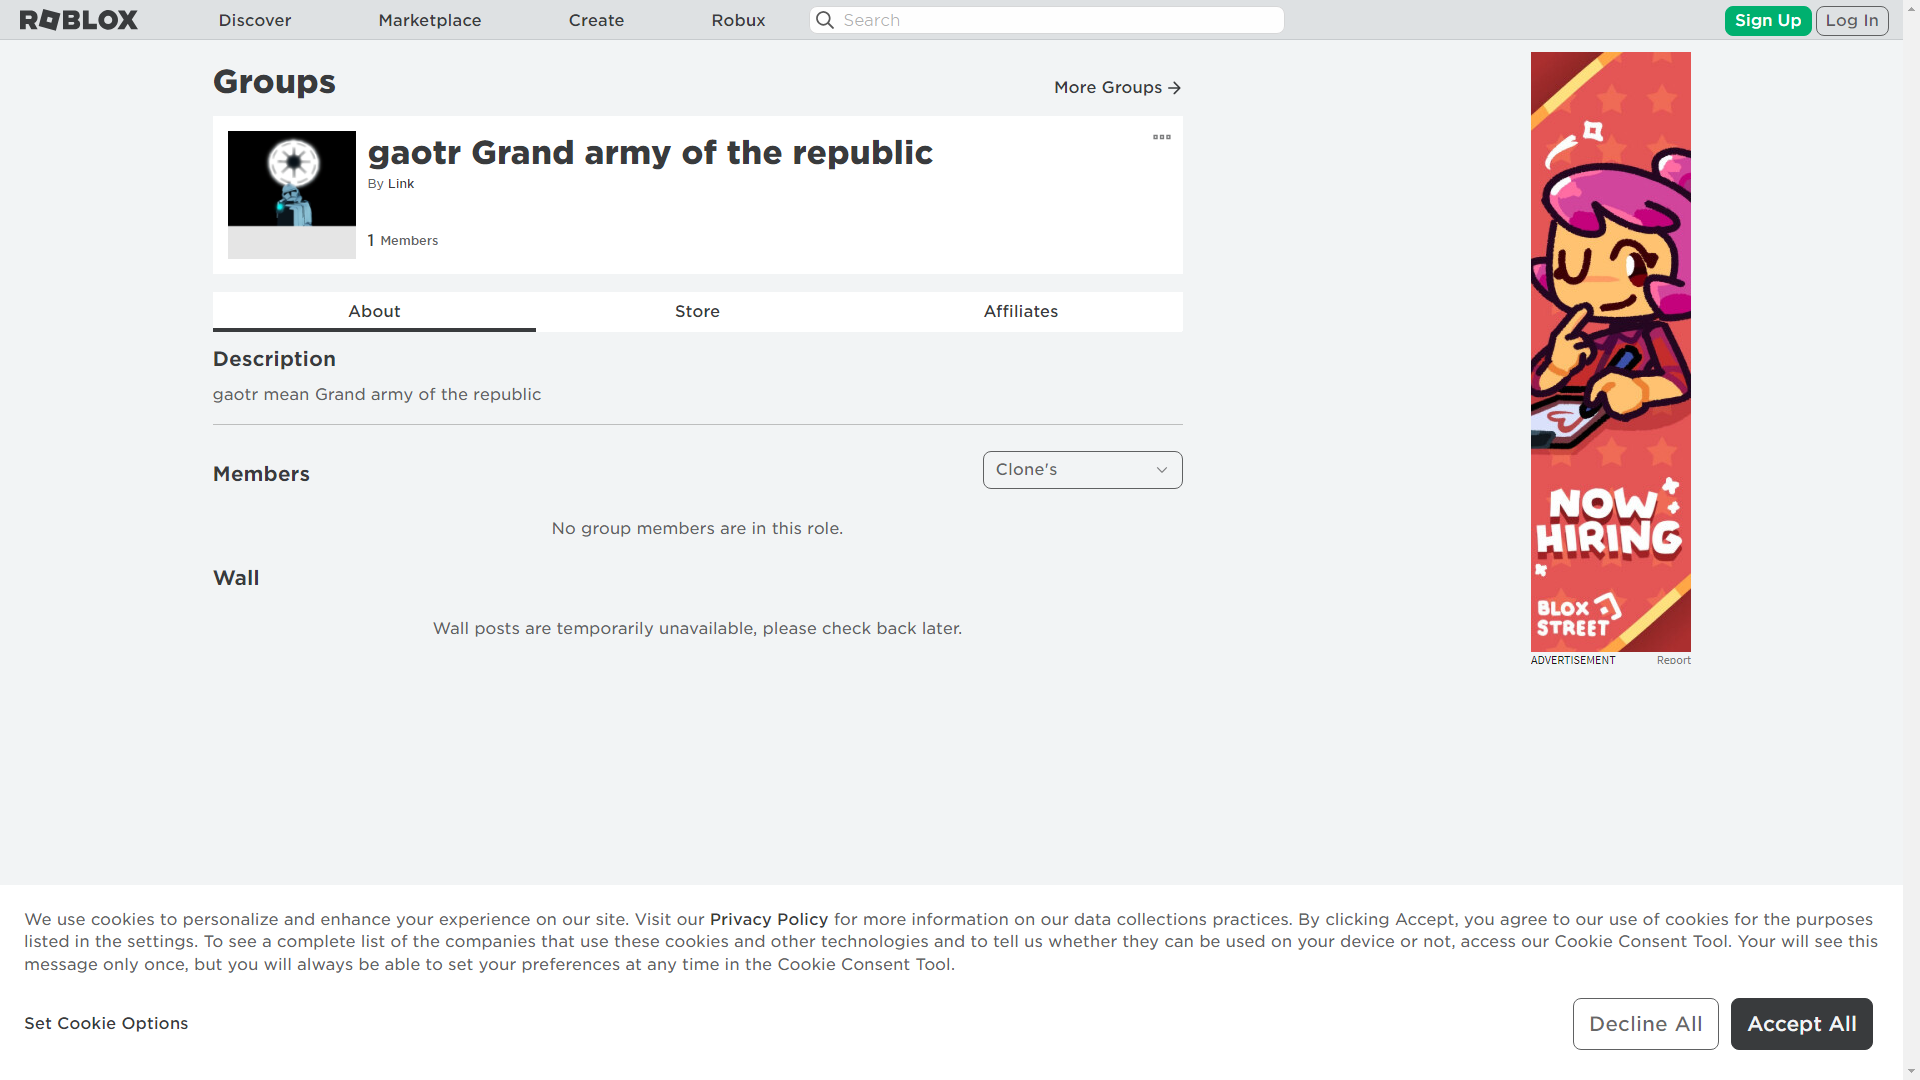 ROBLOX Discover Marketplace Create Robux Search Sign Up Log In
Groups
More Groups
gaotr Grand army of the republic
By Link
1 Members
About Store Affiliates
Description
gaotr mean Grand army of the republic
Members
Clone's
No group members are in this role.
Wall
Wall posts are temporarily unavailable, please check back later.
NOW
HIRING
BLOX
STREET
ADVERTISEMENT Report
We use cookies to personalize and enhance your experience on our site. Visit our Privacy Policy for more information on our data collections practices. By clicking Accept, you agree to our use of cookies for the purposes
listed in the settings. To see a complete list of the companies that use these cookies and other technologies and to tell us whether they can be used on your device or not, access our Cookie Consent Tool. Your will see this
message only once, but you will always be able to set your preferences at any time in the Cookie Consent Tool.
Set Cookie Options
Decline All
Accept All